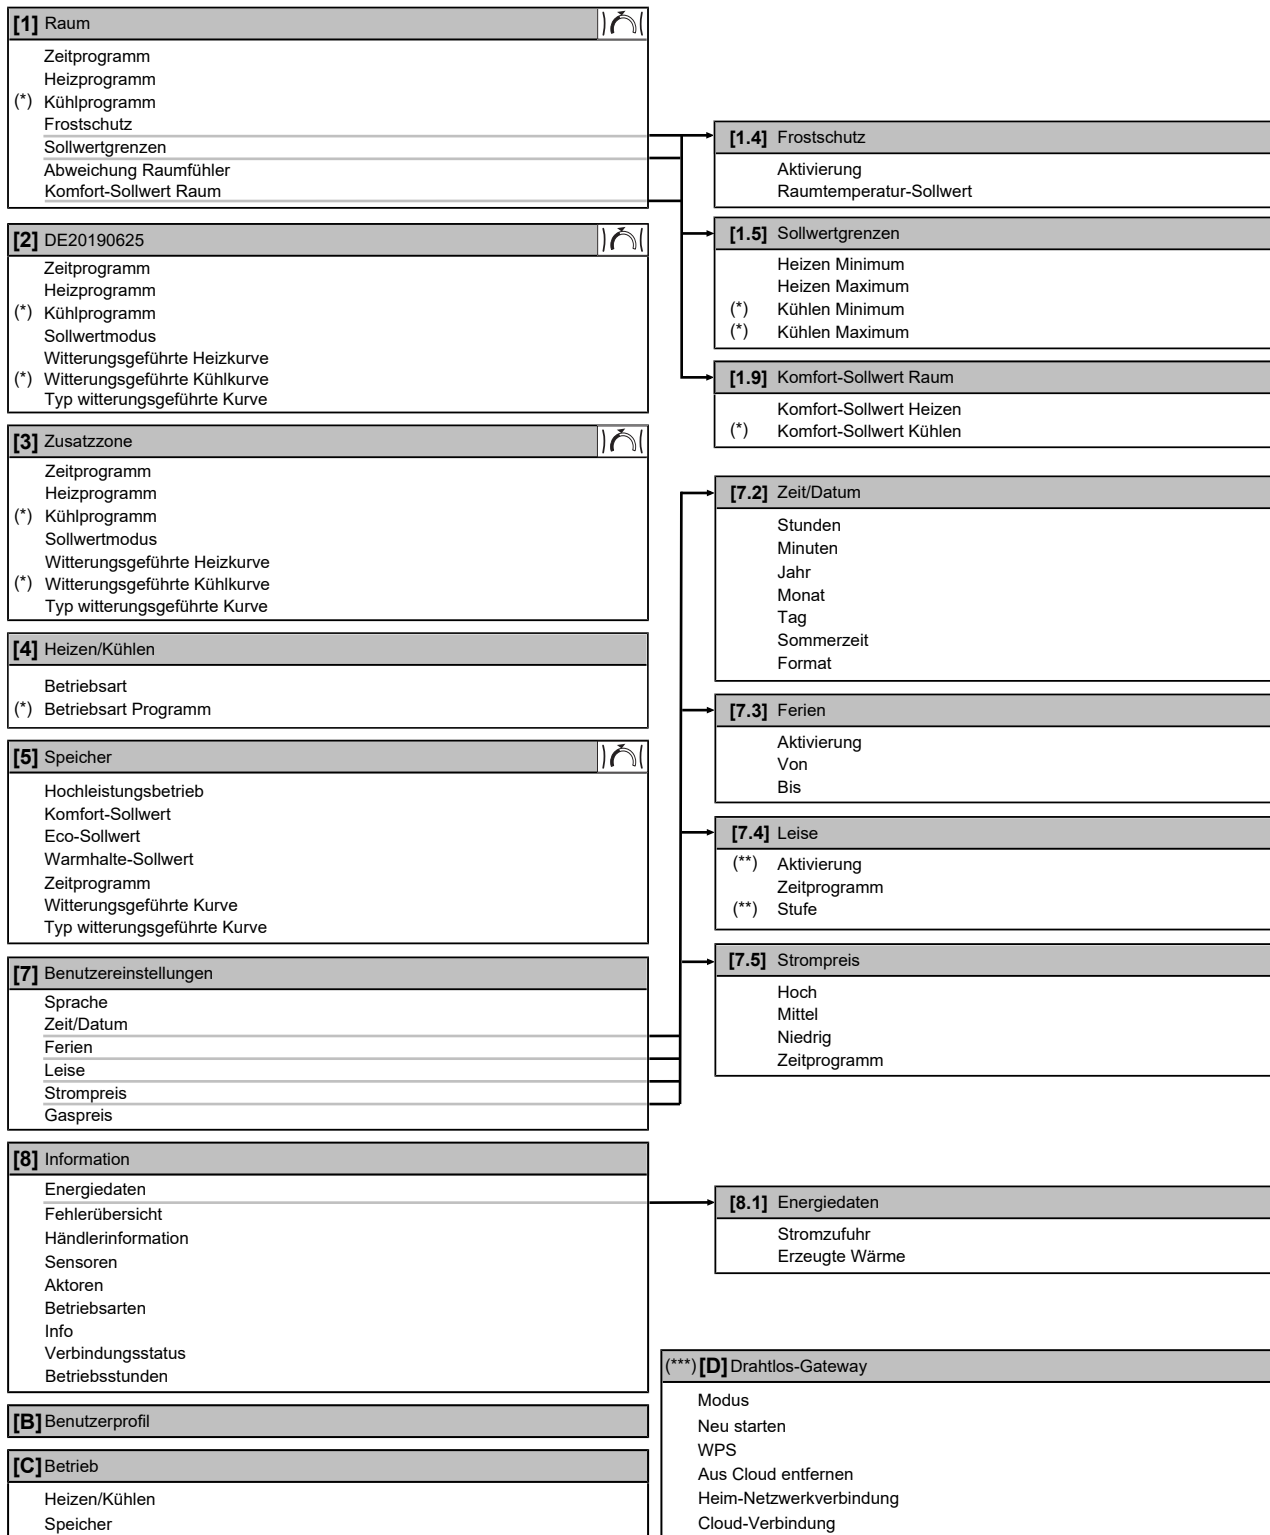 [1] Raum
Zeitprogramm
Heizprogramm
(*) Kühlprogramm
Frostschutz
Sollwertgrenzen
Abweichung Raumfühler
Komfort-Sollwert Raum
[2] DE20190625
Zeitprogramm
Heizprogramm
(*) Kühlprogramm
Sollwertmodus
Witterungsgeführte Heizkurve
(*) Witterungsgeführte Kühlkurve
Typ witterungsgeführte Kurve
[3] Zusatzzone
Zeitprogramm
Heizprogramm
(*) Kühlprogramm
Sollwertmodus
Witterungsgeführte Heizkurve
(*) Witterungsgeführte Kühlkurve
Typ witterungsgeführte Kurve
[4] Heizen/Kühlen
Betriebsart
(*) Betriebsart Programm
[5] Speicher
Hochleistungsbetrieb
Komfort-Sollwert
Eco-Sollwert
Warmhalte-Sollwert
Zeitprogramm
Witterungsgeführte Kurve
Typ witterungsgeführte Kurve
[7] Benutzereinstellungen
Sprache
Zeit/Datum
Ferien
Leise
Strompreis
Gaspreis
[8] Information
Energiedaten
Fehlerübersicht
Händlerinformation
Sensoren
Aktoren
Betriebsarten
Info
Verbindungsstatus
Betriebsstunden
[B] Benutzerprofil
[C] Betrieb
Heizen/Kühlen
Speicher
[1.4] Frostschutz
Aktivierung
Raumtemperatur-Sollwert
[1.5] Sollwertgrenzen
Heizen Minimum
Heizen Maximum
(*) Kühlen Minimum
(*) Kühlen Maximum
[1.9] Komfort-Sollwert Raum
Komfort-Sollwert Heizen
(*) Komfort-Sollwert Kühlen
[7.2] Zeit/Datum
Stunden
Minuten
Jahr
Monat
Tag
Sommerzeit
Format
[7.3] Ferien
Aktivierung
Von
Bis
[7.4] Leise
(**) Aktivierung
Zeitprogramm
(**) Stufe
[7.5] Strompreis
Hoch
Mittel
Niedrig
Zeitprogramm
[8.1] Energiedaten
Stromzufuhr
Erzeugte Wärme
(***) [D] Drahtlos-Gateway
Modus
Neu starten
WPS
Aus Cloud entfernen
Heim-Netzwerkverbindung
Cloud-Verbindung